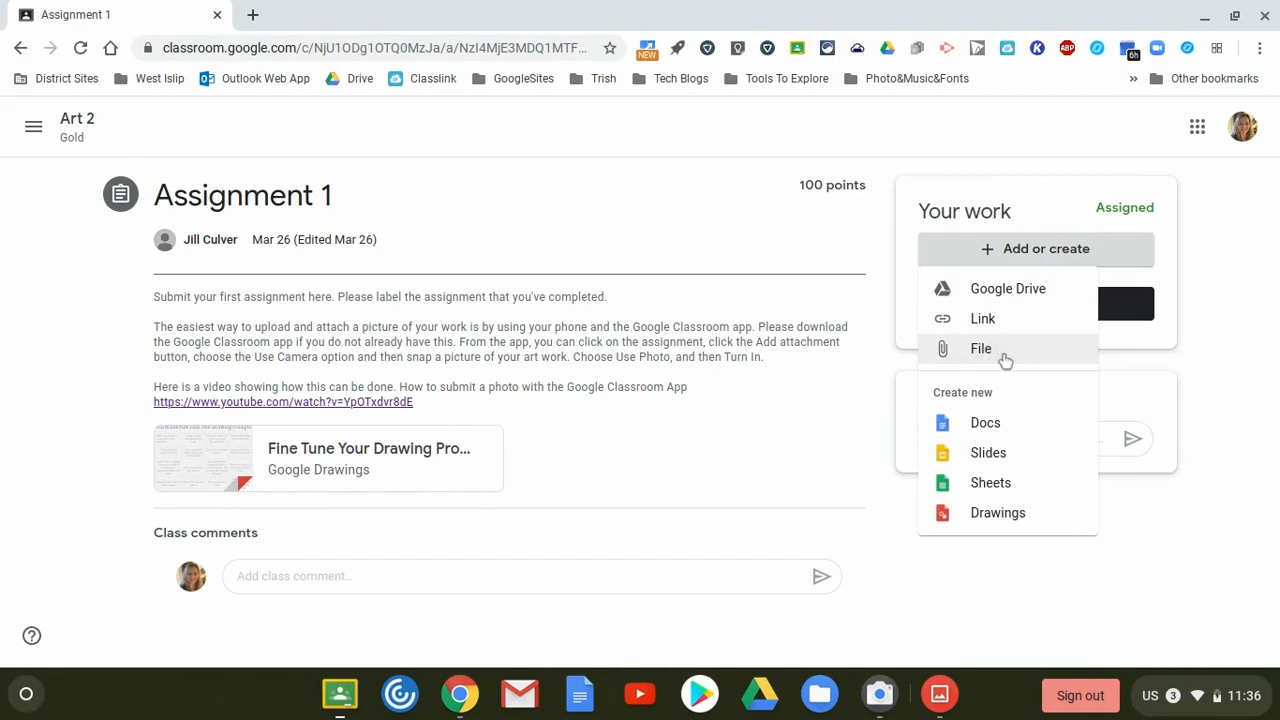 Assignment 1
classroom.google.com/c/NjU1ODg1OTQ0MzJa/a/NzI4MjE3MDQ1MTF...
NEW
ABP
6h
District Sites
West Islip
Outlook Web App
Drive
Classlink
GoogleSites
Trish
Tech Blogs
Tools To Explore
Photo&Music&Fonts
»
Other bookmarks
Art 2
Gold
Assignment 1
100 points
Jill Culver Mar 26 (Edited Mar 26)
Submit your first assignment here. Please label the assignment that you've completed.
The easiest way to upload and attach a picture of your work is by using your phone and the Google Classroom app. Please download
the Google Classroom app if you do not already have this. From the app, you can click on the assignment, click the Add attachment
button, choose the Use Camera option and then snap a picture of your art work. Choose Use Photo, and then Turn In.
Here is a video showing how this can be done. How to submit a photo with the Google Classroom App
https://www.youtube.com/watch?v=YpOTxdvr8dE
Fine Tune Your Drawing Pro...
Google Drawings
Class comments
Add class comment...
Your work
Assigned
+ Add or create
Google Drive
Link
File
Create new
Docs
Slides
Sheets
Drawings
Sign out
US 3 11:36